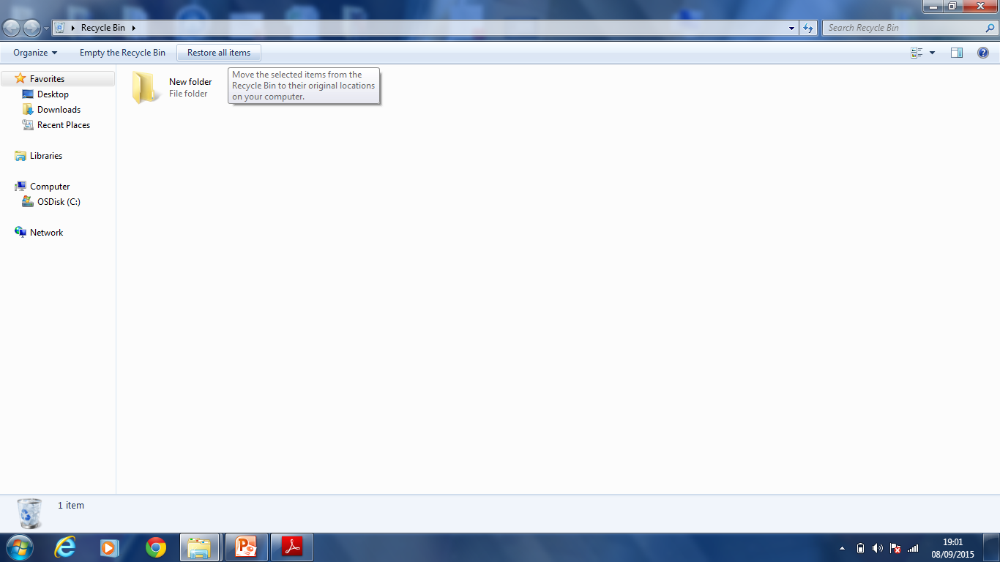 Recycle Bin
Search Recycle Bin
Organize
Empty the Recycle Bin
Restore all items
Favorites
Desktop
Downloads
Recent Places
Libraries
Computer
OSDisk (C:)
Network
New folder
File folder
Move the selected items from the
Recycle Bin to their original locations
on your computer.
1 item
19:01
08/09/2015